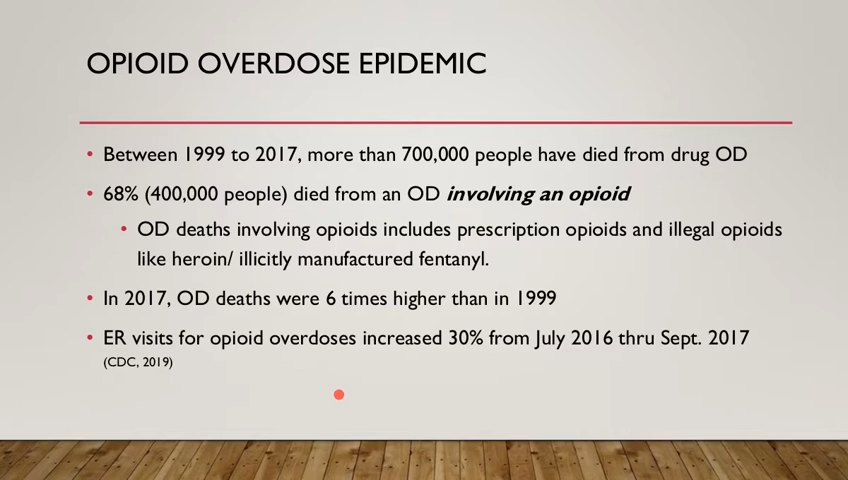 OPIOID OVERDOSE EPIDEMIC
• Between 1999 to 2017, more than 700,000 people have died from drug OD
• 68% (400,000 people) died from an OD involving an opioid
• OD deaths involving opioids includes prescription opioids and illegal opioids
like heroin/ illicitly manufactured fentanyl.
• In 2017, OD deaths were 6 times higher than in 1999
• ER visits for opioid overdoses increased 30% from July 2016 thru Sept. 2017
(CDC, 2019)